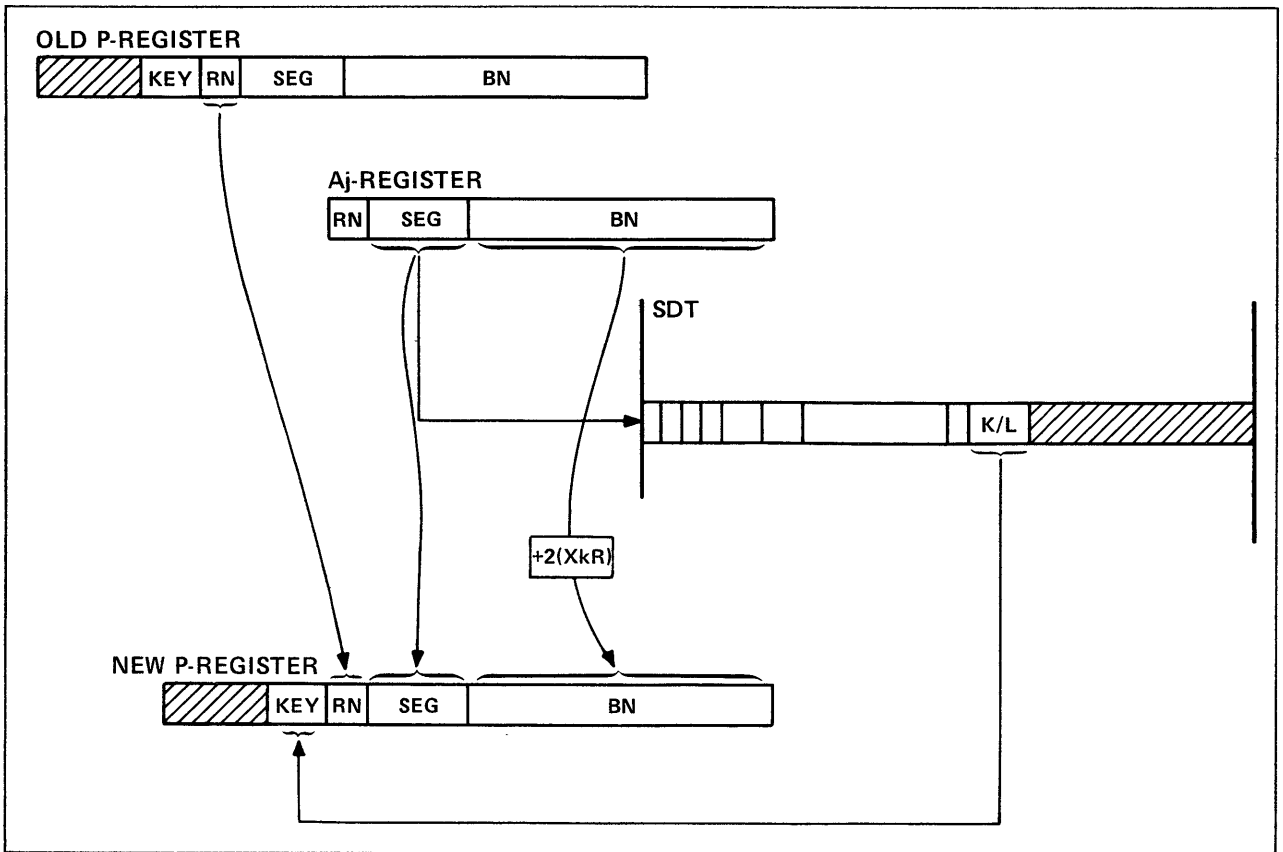 OLD P-REGISTER
KEY RN SEG BN
Aj-REGISTER
RN SEG BN
SDT
K/L
+2(XkR)
NEW P-REGISTER
KEY RN SEG BN